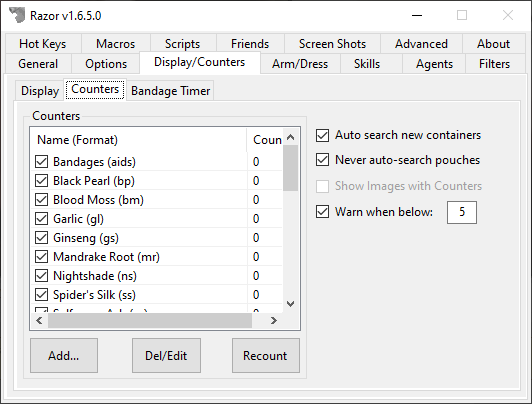 Razor v1.6.5.0
Hot Keys Macros Scripts Friends Screen Shots Advanced About
General Options Display/Counters Arm/Dress Skills Agents Filters
Display Counters Bandage Timer
Counters
Name (Format) Coun
Bandages (aids) 0
Black Pearl (bp) 0
Blood Moss (bm) 0
Garlic (gl) 0
Ginseng (gs) 0
Mandrake Root (mr) 0
Nightshade (ns) 0
Spider's Silk (ss) 0
Add... Del/Edit Recount
Auto search new containers
Never auto-search pouches
Show Images with Counters
Warn when below: 5